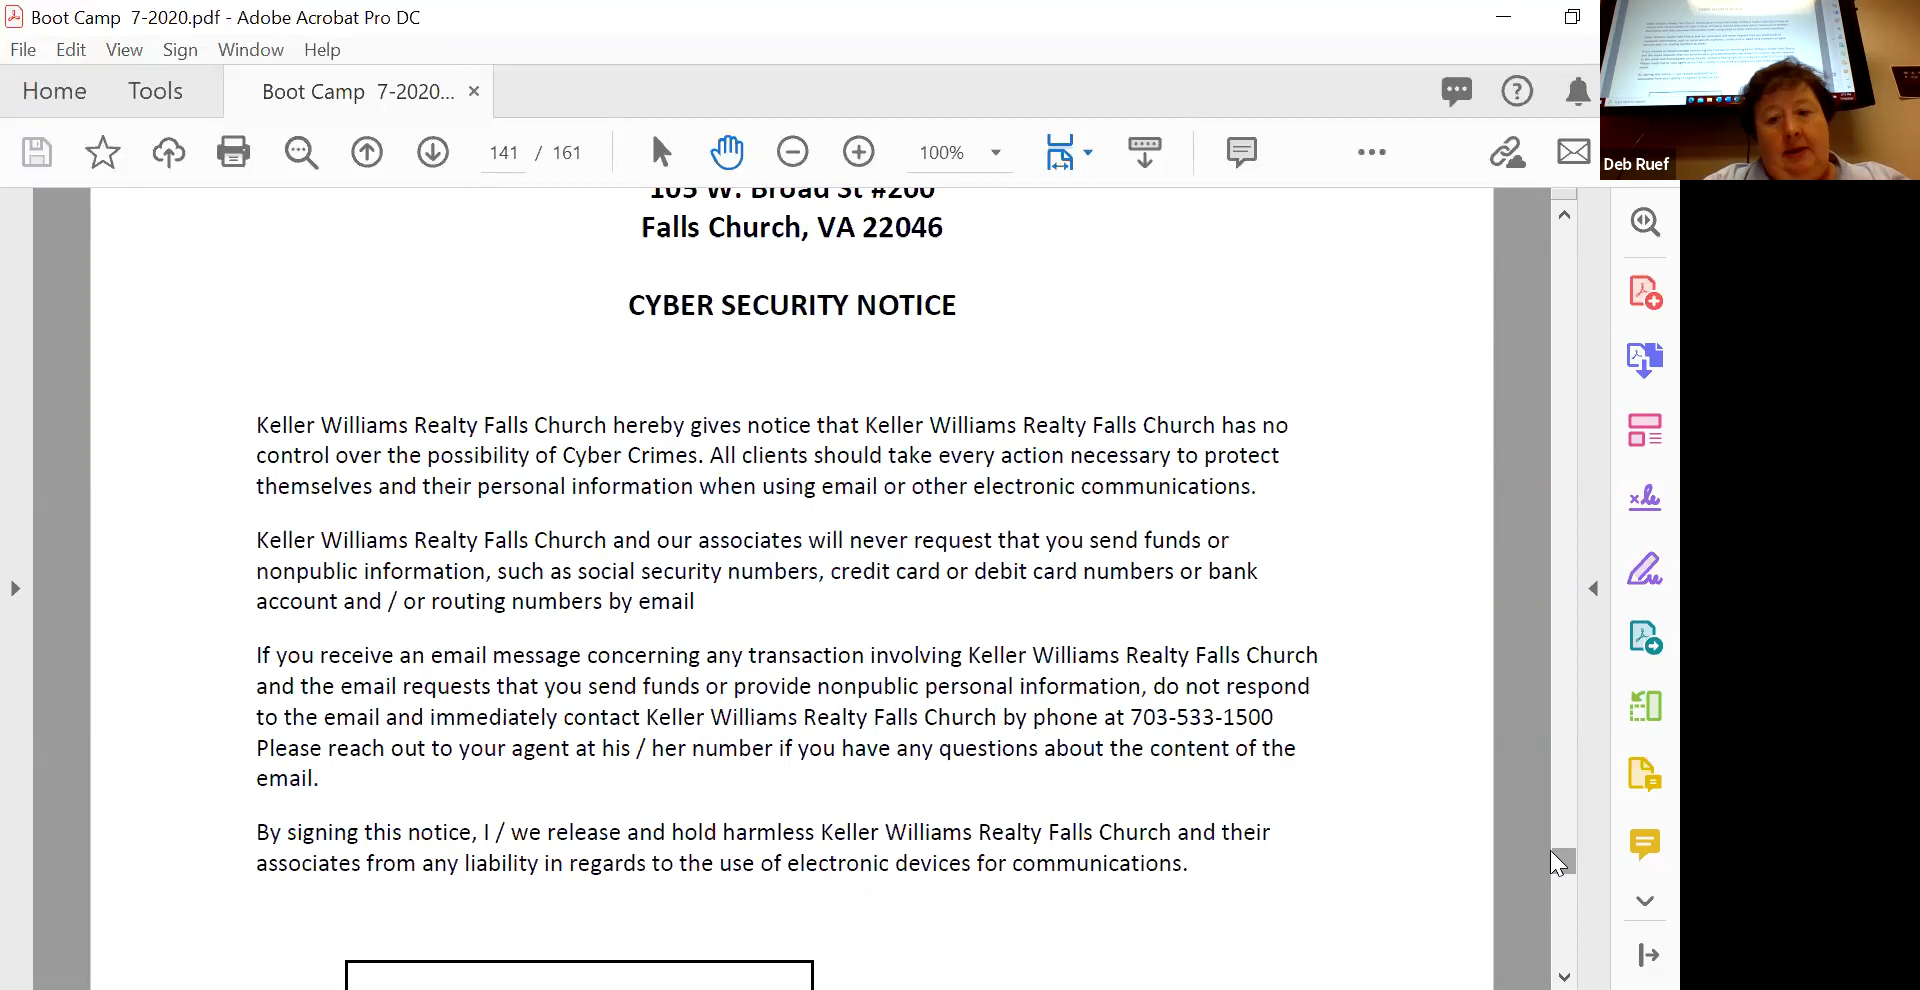 Boot Camp 7-2020.pdf - Adobe Acrobat Pro DC
File Edit View Sign Window Help
Home Tools Boot Camp 7-2020... ×
141 / 161 100%
Deb Ruef
105 W. Broad St #200
Falls Church, VA 22046
CYBER SECURITY NOTICE
Keller Williams Realty Falls Church hereby gives notice that Keller Williams Realty Falls Church has no
control over the possibility of Cyber Crimes. All clients should take every action necessary to protect
themselves and their personal information when using email or other electronic communications.
Keller Williams Realty Falls Church and our associates will never request that you send funds or
nonpublic information, such as social security numbers, credit card or debit card numbers or bank
account and / or routing numbers by email
If you receive an email message concerning any transaction involving Keller Williams Realty Falls Church
and the email requests that you send funds or provide nonpublic personal information, do not respond
to the email and immediately contact Keller Williams Realty Falls Church by phone at 703-533-1500
Please reach out to your agent at his / her number if you have any questions about the content of the
email.
By signing this notice, I / we release and hold harmless Keller Williams Realty Falls Church and their
associates from any liability in regards to the use of electronic devices for communications.